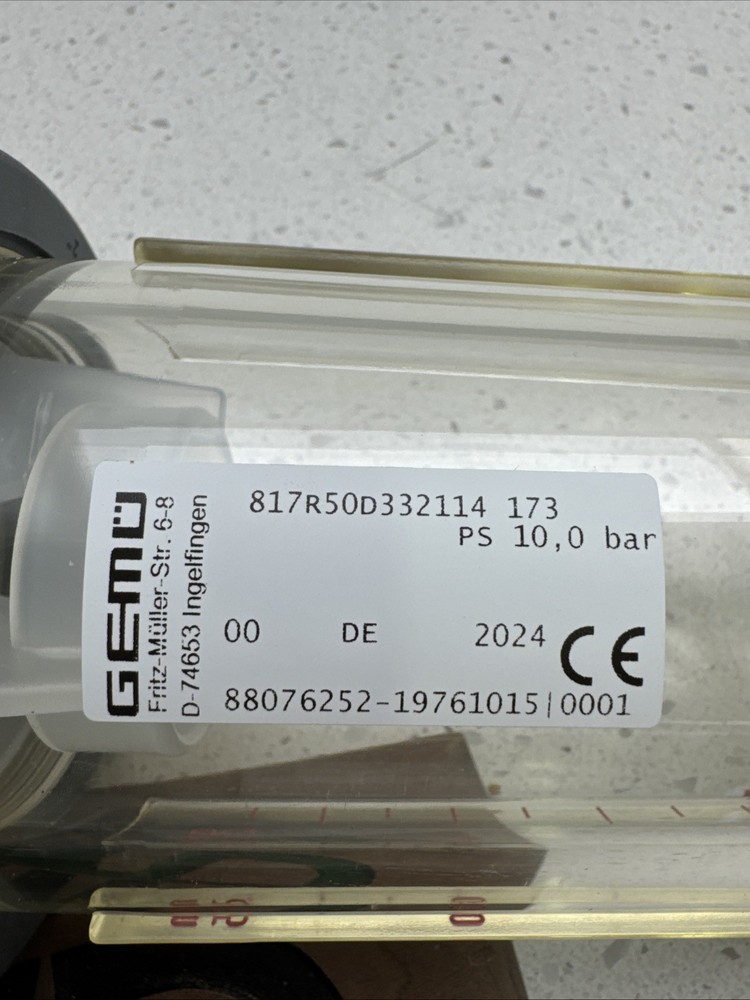 GEMÜ
Fritz-Müller-Str. 6-8
D-74653 Ingelfingen
817R50D332114 173
PS 10,0 bar
00 DE 2024 CE
88076252-19761015|0001